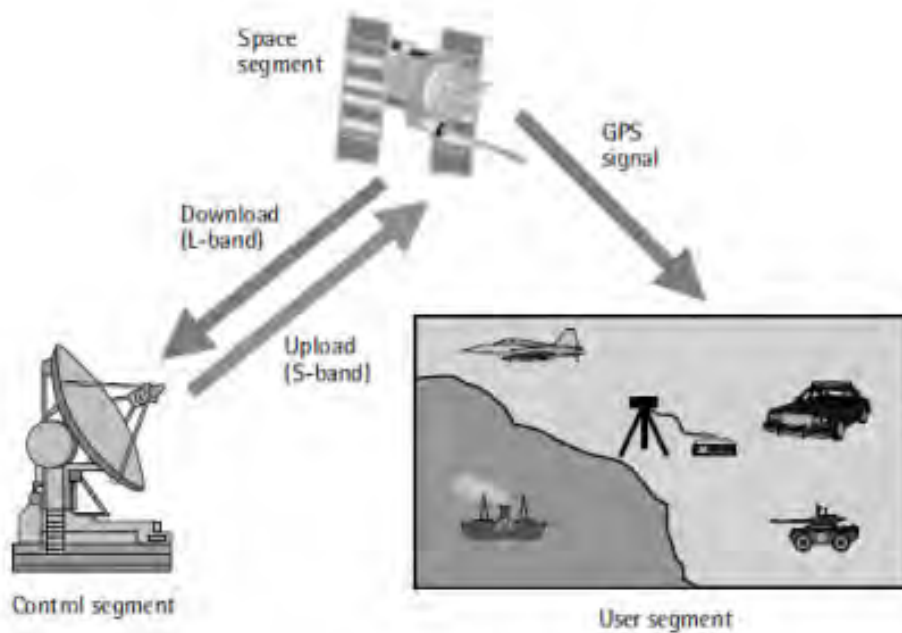 Space
segment
GPS
signal
Download
(L-band)
Upload
(S-band)
Control segment
User segment